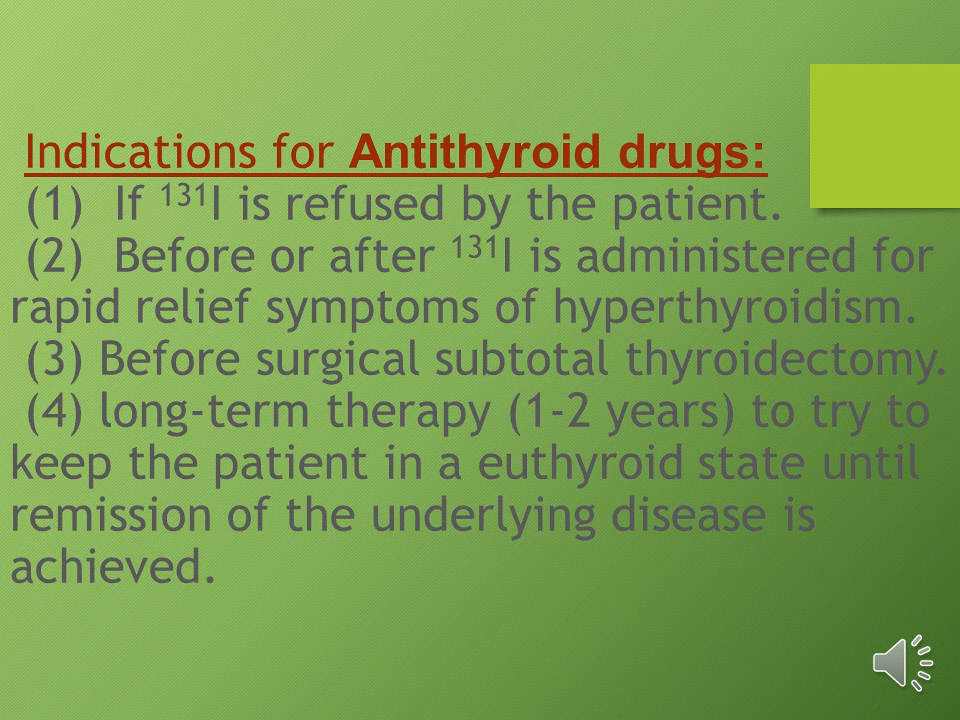 Indications for Antithyroid drugs:
(1) If ¹³¹I is refused by the patient.
(2) Before or after ¹³¹I is administered for
rapid relief symptoms of hyperthyroidism.
(3) Before surgical subtotal thyroidectomy.
(4) long-term therapy (1-2 years) to try to
keep the patient in a euthyroid state until
remission of the underlying disease is
achieved.